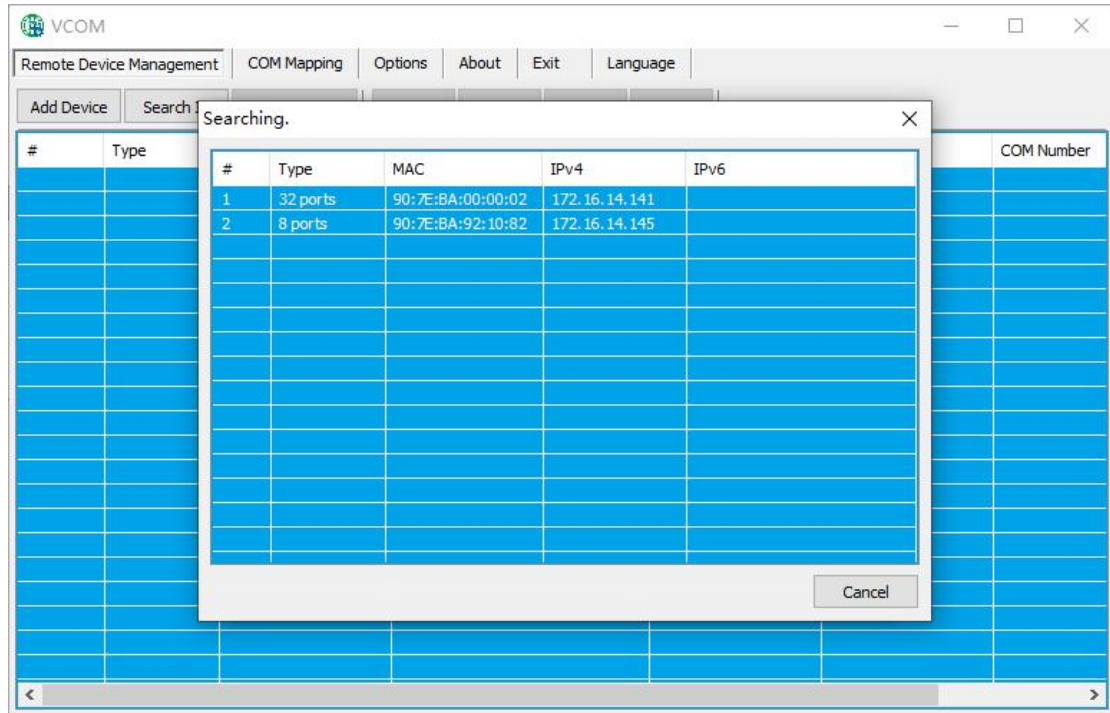 VCOM
Remote Device Management COM Mapping Options About Exit Language
Add Device Search
Searching.
# Type COM Number
# Type MAC IPv4 IPv6
1 32 ports 90:7E:BA:00:00:02 172.16.14.141
2 8 ports 90:7E:BA:92:10:82 172.16.14.145
Cancel